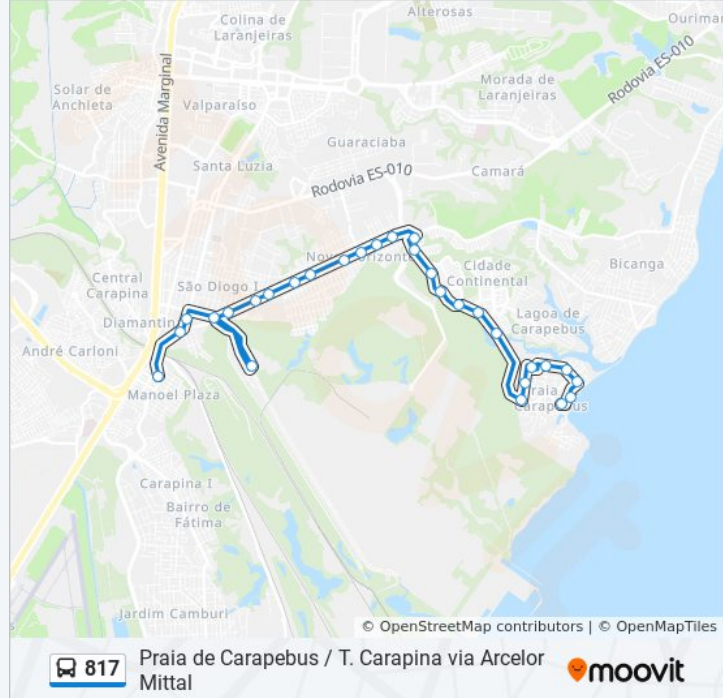 Alterosas
Colina de
Laranjeiras
Ourimar
Rodovia ES-010
Solar de
Anchieta
Avenida Marginal
Valparaíso
Morada de
Laranjeiras
Guaraciaba
Santa Luzia
Camará
Rodovia ES-010
Novo Horizonte
Cidade
Continental
Bicanga
Central
Carapina
São Diogo I
Lagoa de
Carapebus
Diamantina
André Carloni
Praia
Carapebus
Manoel Plaza
Carapina I
Bairro de
Fátima
Jardim Camburi
© OpenStreetMap contributors | © OpenMapTiles
817
Praia de Carapebus / T. Carapina via Arcelor
Mittal
moovit